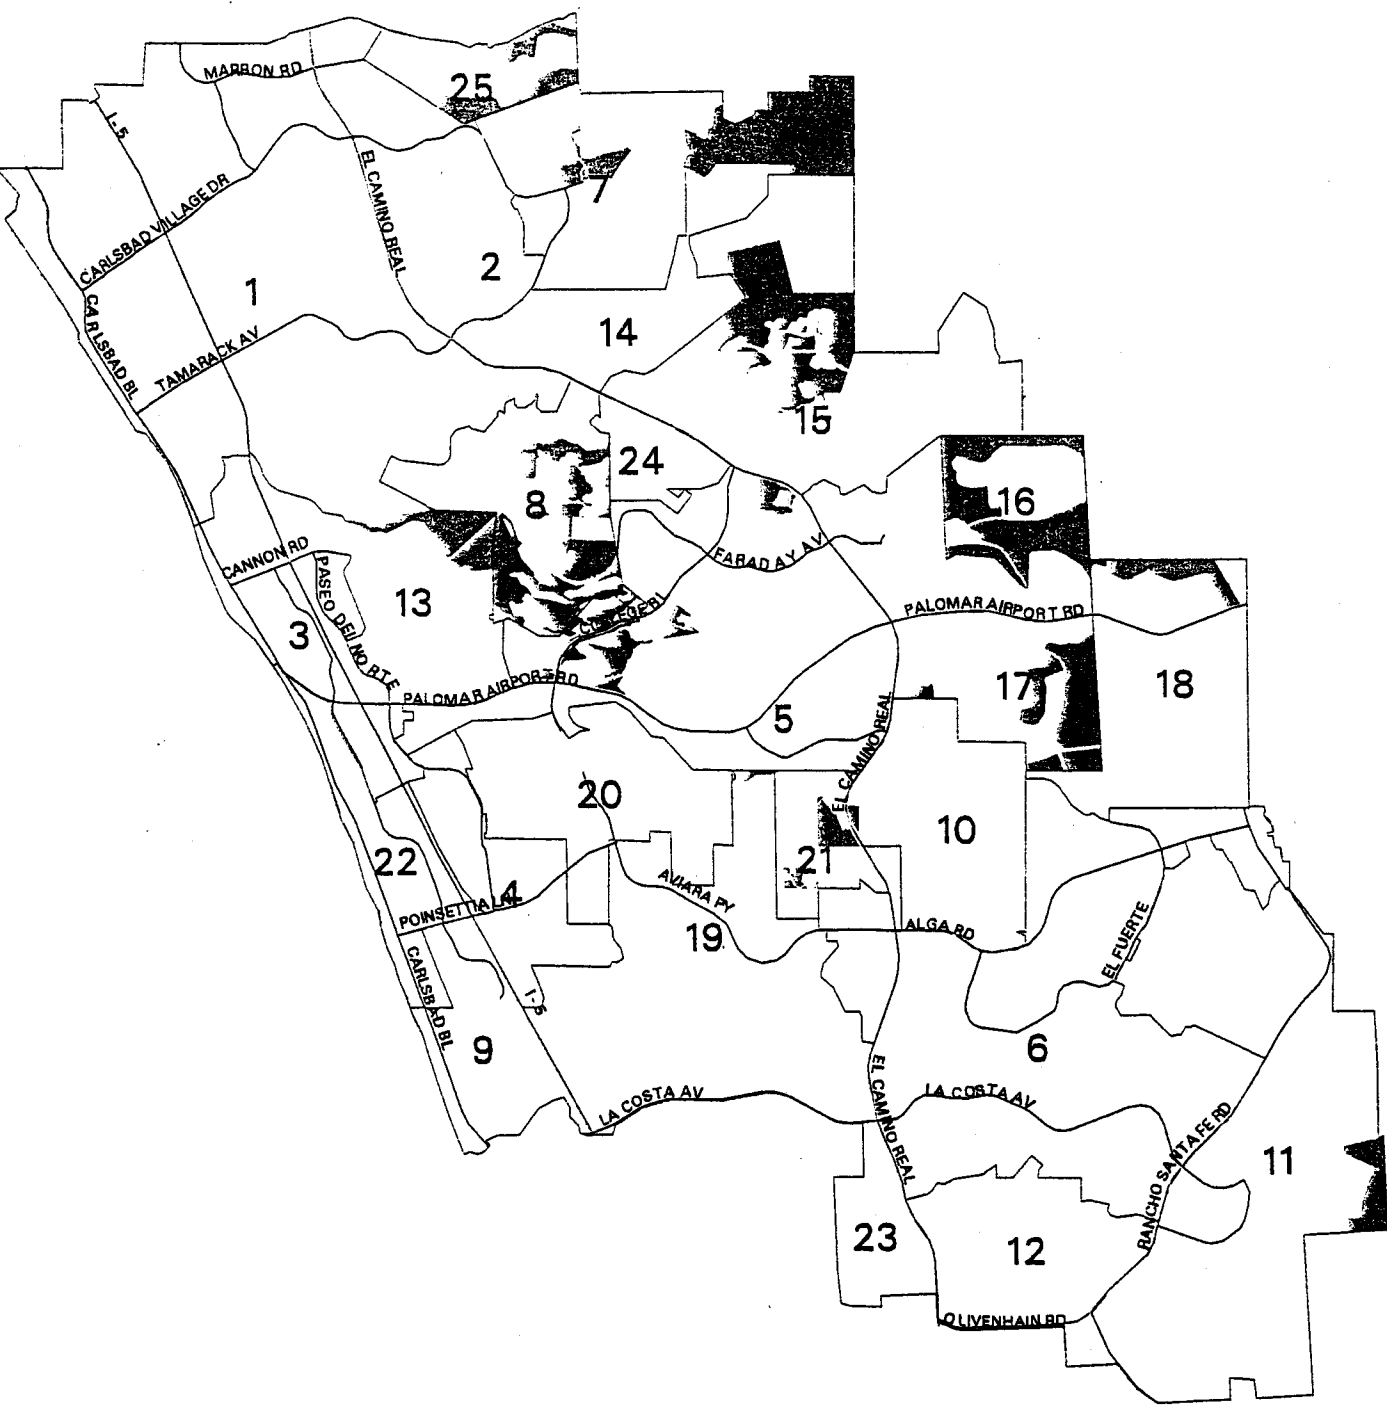 MARRON RD
25
I-5
7
EL CAMINO REAL
CARLSBAD VILLAGE DR
2
1
CARLSBAD BL
14
TAMARACK AV
15
24
8
16
FARADAY AV
CANNON RD
PASEO DEL NORTE
13
COLLEGE BL
PALOMAR AIRPORT RD
3
PALOMAR AIRPORT RD
17
18
5
EL CAMINO REAL
20
10
22
21
4
AVIARA PY
POINSETTIA LN
19
ALGA RD
EL FUERTE
CARLSBAD BL
I-5
9
6
EL CAMINO REAL
LA COSTA AV
LA COSTA AV
RANCHO SANTA FE RD
11
23
12
OLIVENHAIN RD